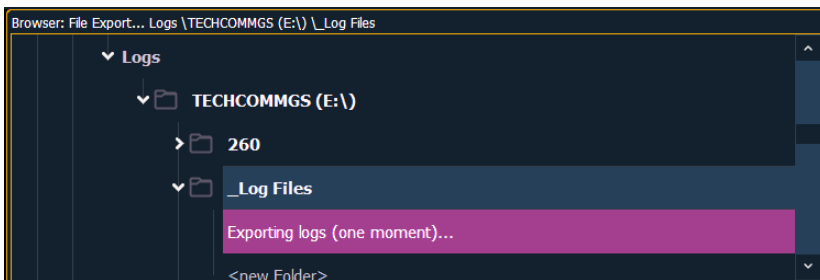 Browser: File Export... Logs \TECHCOMMGS (E:\) \_Log Files
Logs
TECHCOMMGS (E:\)
260
_Log Files
Exporting logs (one moment)...
<new Folder>